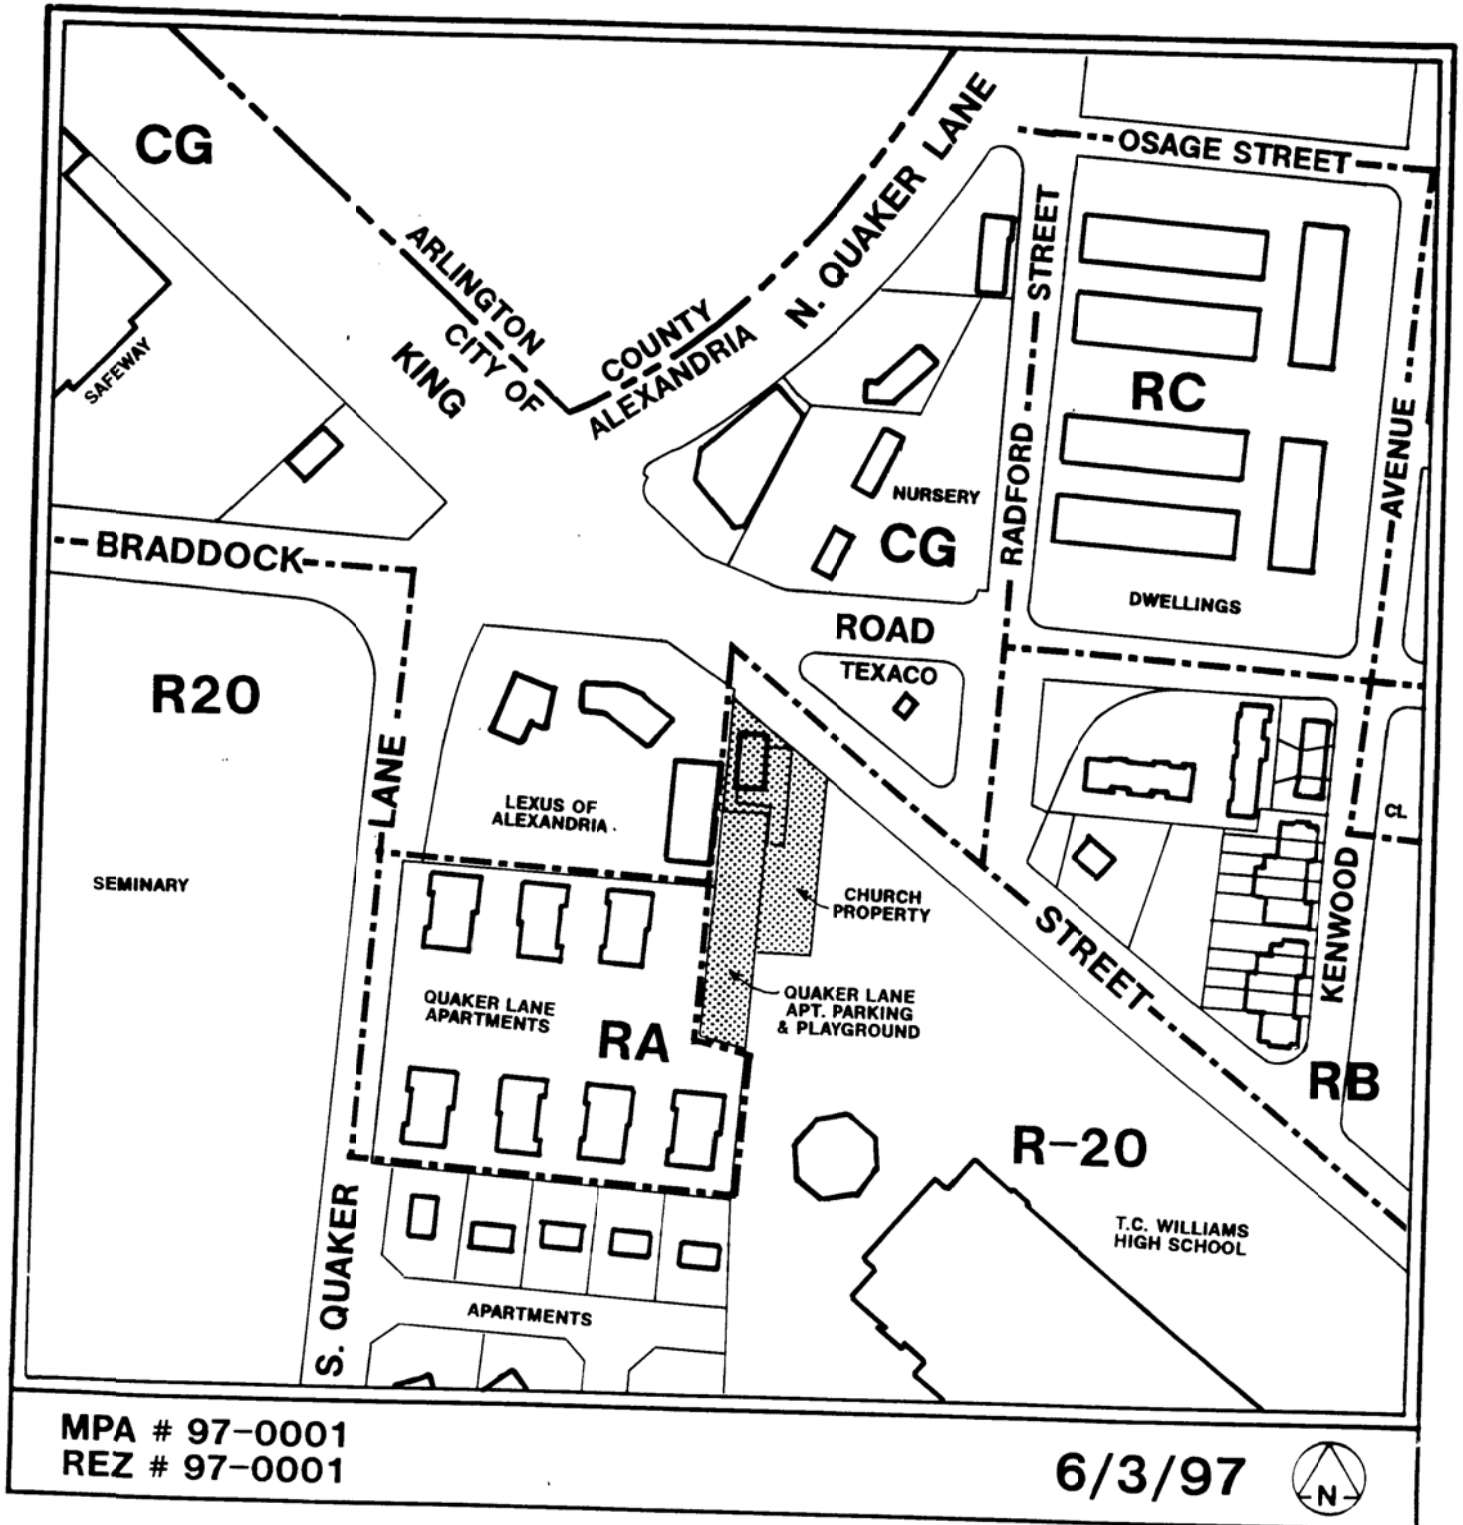 CG
N. QUAKER LANE
OSAGE STREET
ARLINGTON
COUNTY
CITY OF
ALEXANDRIA
KING
STREET
RADFORD
SAFEWAY
RC
AVENUE
NURSERY
CG
BRADDOCK
DWELLINGS
ROAD
TEXACO
R20
LANE
LEXUS OF
ALEXANDRIA
CL
SEMINARY
CHURCH
PROPERTY
STREET
KENWOOD
QUAKER LANE
APARTMENTS
QUAKER LANE
APT. PARKING
& PLAYGROUND
RA
RB
R-20
T.C. WILLIAMS
HIGH SCHOOL
S. QUAKER
APARTMENTS
MPA # 97-0001
REZ # 97-0001
6/3/97
N